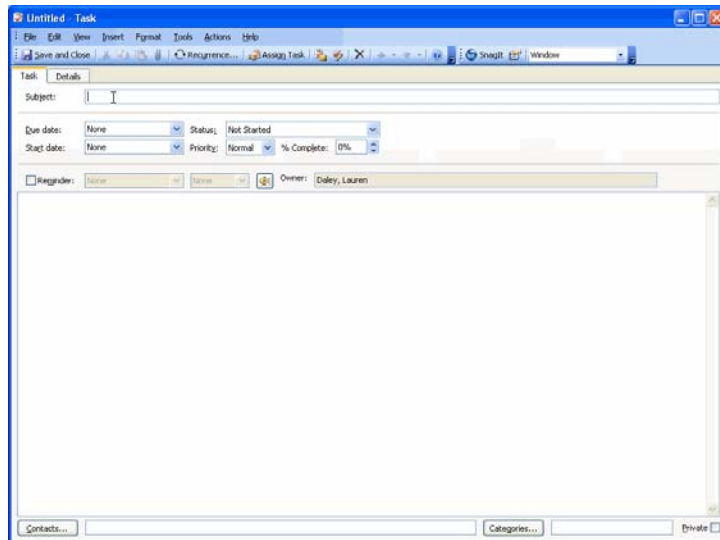 Untitled - Task
File Edit View Insert Format Tools Actions Help
Save and Close Recurrence... Assign Task SnagIt Window
Task Details
Subject:
Due date: None Status: Not Started
Start date: None Priority: Normal % Complete: 0%
Reminder: None None Owner: Daley, Lauren
Contacts... Categories... Private